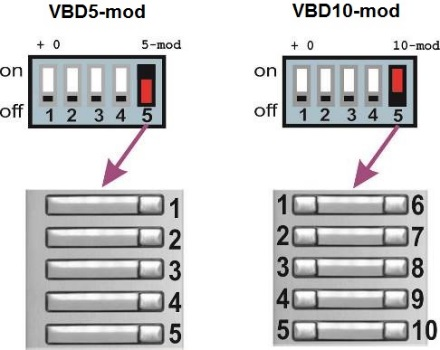 VBD5-mod
+ 0 5-mod
on
off
1 2 3 4 5
1
2
3
4
5
VBD10-mod
+ 0 10-mod
on
off
1 2 3 4 5
1 6
2 7
3 8
4 9
5 10